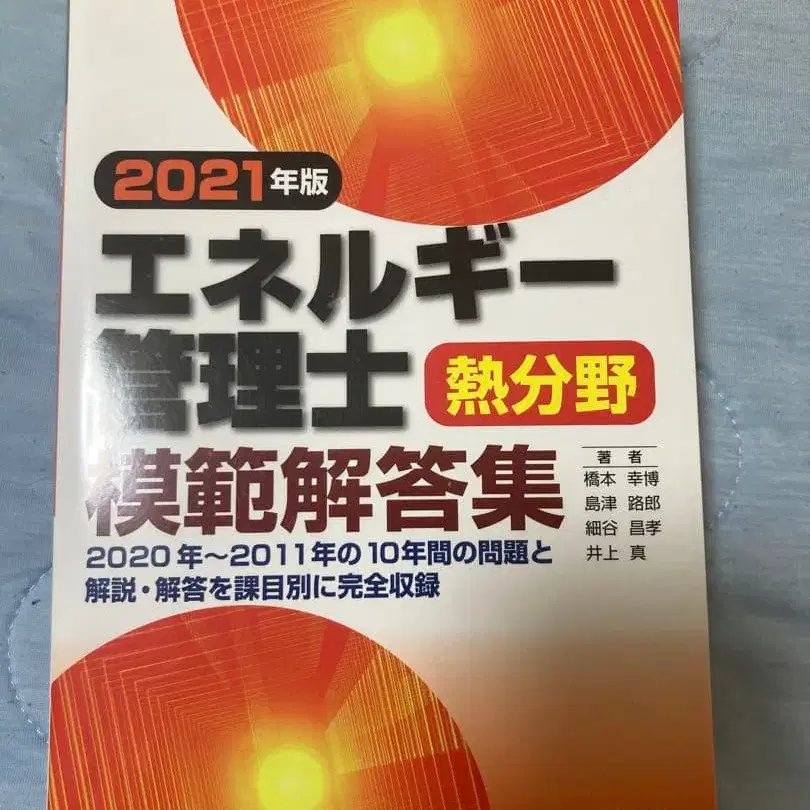 2021年版
エネルギー
管理士 熱分野
模範解答集
著者
橋本 幸博
島津 路郎
細谷 昌孝
井上 真
2020年〜2011年の10年間の問題と
解説・解答を課目別に完全収録